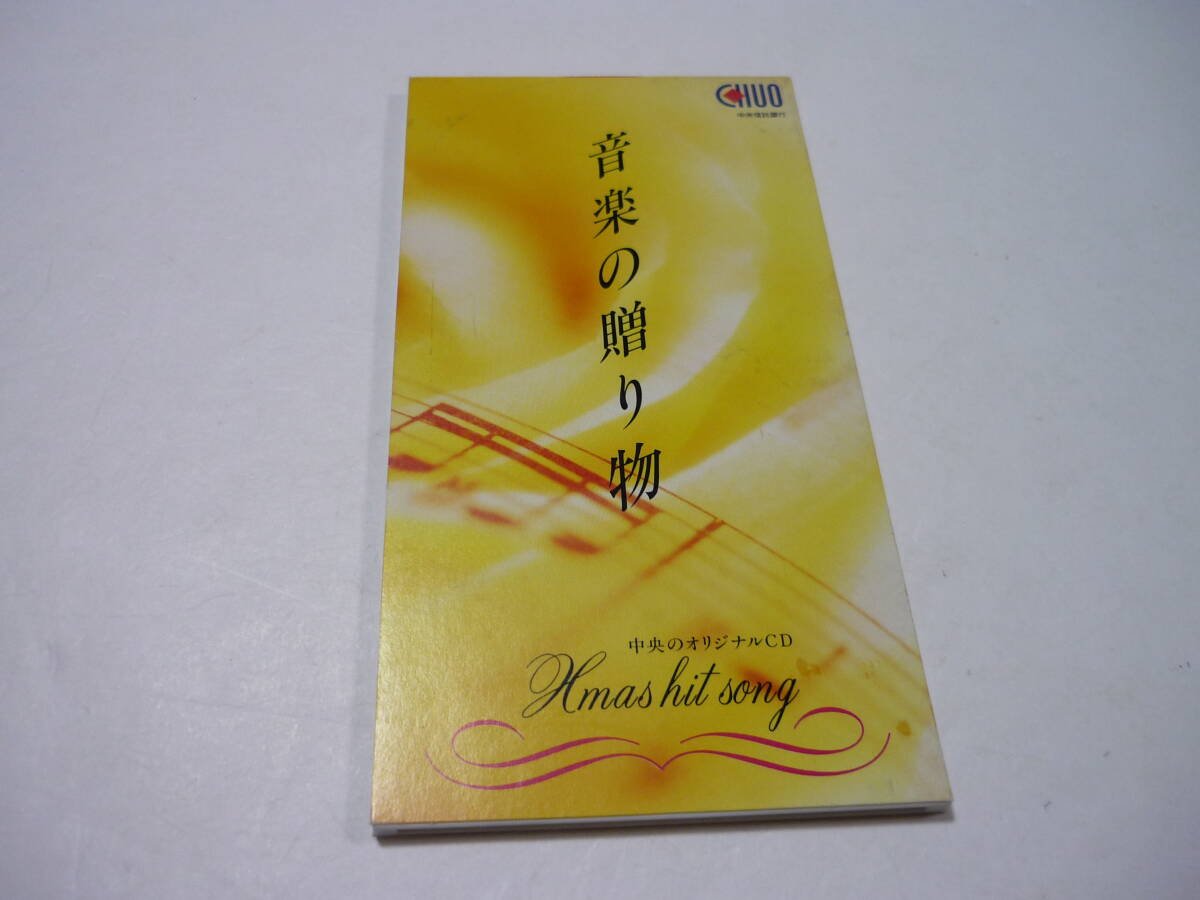 CHUO
中央信託銀行
音楽の贈り物
中央のオリジナルCD
Xmas hit song